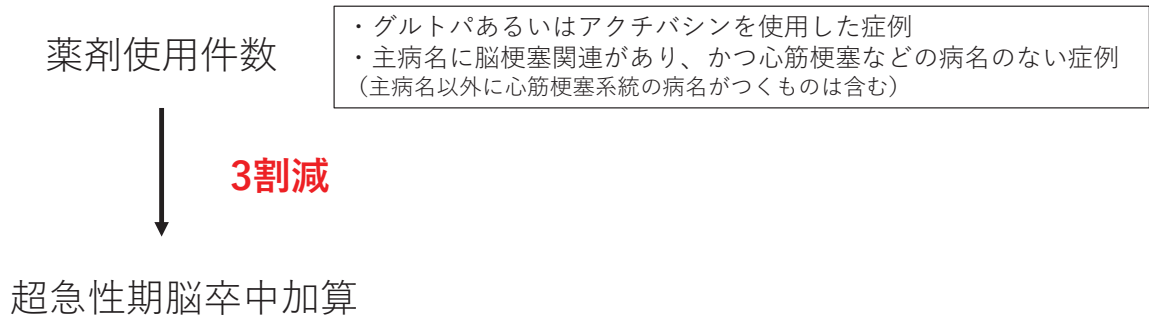 薬剤使用件数
・グルトパあるいはアクチバシンを使用した症例
・主病名に脳梗塞関連があり、かつ心筋梗塞などの病名のない症例
（主病名以外に心筋梗塞系統の病名がつくものは含む）
3割減
超急性期脳卒中加算